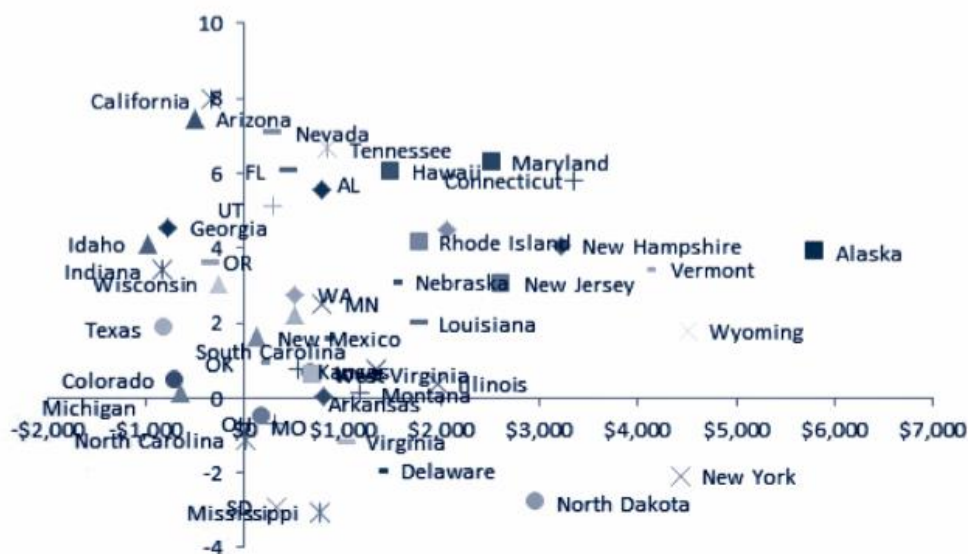 10
8
California
Arizona
Nevada
Tennessee
6
FL
Hawaii
Maryland
Connecticut
AL
UT
Georgia
4
Idaho
Rhode Island
New Hampshire
Alaska
OR
Indiana
Vermont
Wisconsin
Nebraska
New Jersey
WA
MN
2
Texas
Louisiana
Wyoming
New Mexico
South Carolina
OK
Kansas
West Virginia
Colorado
Illinois
0
Montana
Michigan
Arkansas
-$2,000 -$1,000 $0 $1,000 $2,000 $3,000 $4,000 $5,000 $6,000 $7,000
OH
MO
North Carolina
Virginia
-2
Delaware
New York
SD
Mississippi
North Dakota
-4